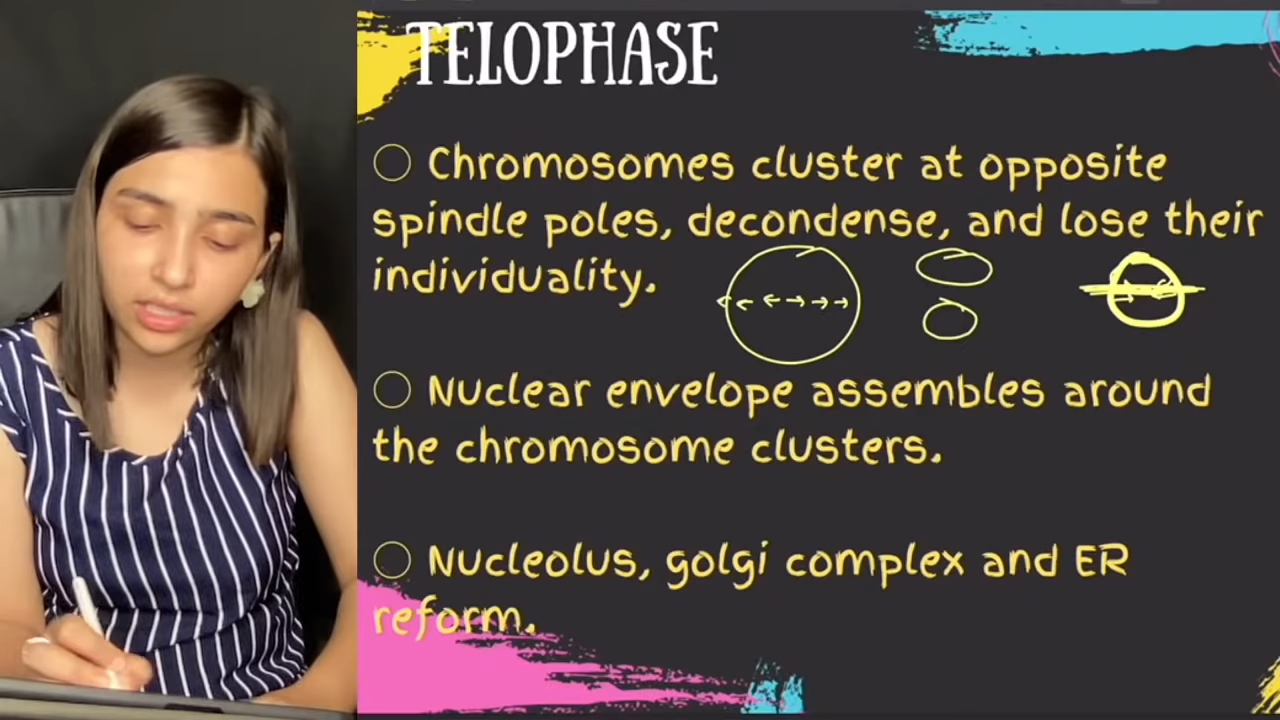 TELOPHASE
Chromosomes cluster at opposite
spindle poles, decondense, and lose their
individuality.
Nuclear envelope assembles around
the chromosome clusters.
Nucleolus, golgi complex and ER
reform.